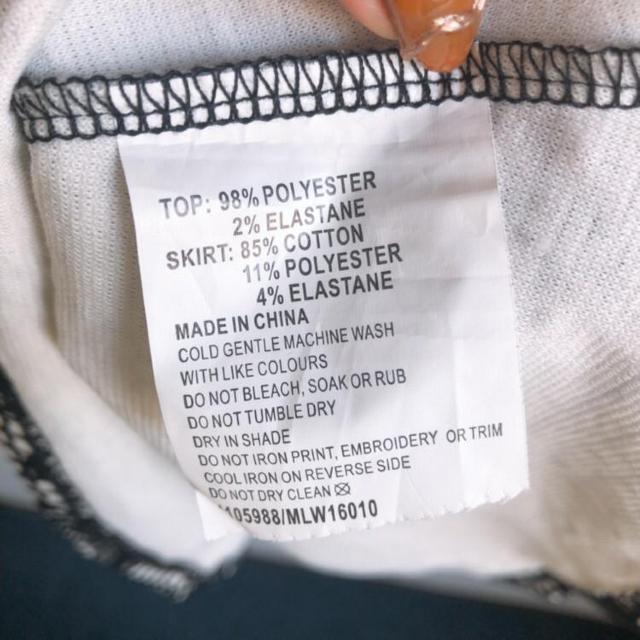 TOP: 98% POLYESTER
2% ELASTANE
SKIRT: 85% COTTON
11% POLYESTER
4% ELASTANE
MADE IN CHINA
COLD GENTLE MACHINE WASH
WITH LIKE COLOURS
DO NOT BLEACH, SOAK OR RUB
DO NOT TUMBLE DRY
DRY IN SHADE
DO NOT IRON PRINT, EMBROIDERY OR TRIM
COOL IRON ON REVERSE SIDE
DO NOT DRY CLEAN
105988/MLW16010